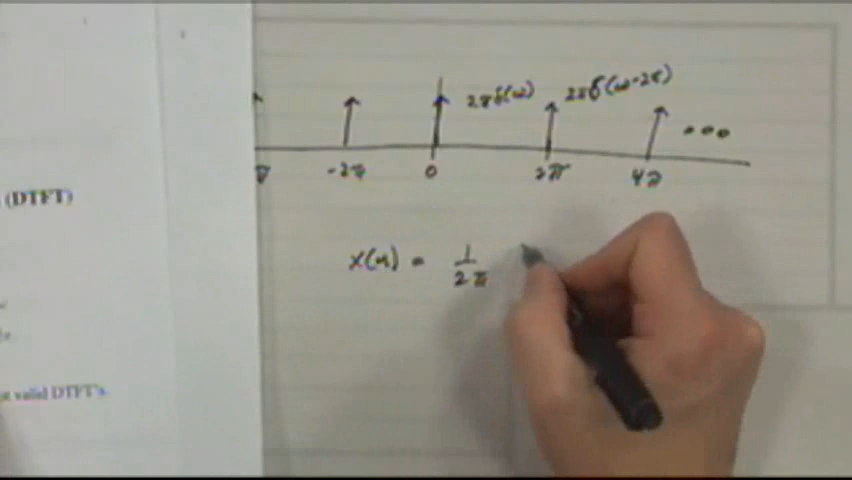 2πδ(ω) 2πδ(ω-2π)
π -2π 0 2π 4π
(DTFT)
x(n) = 1/2π
valid DTFT's.